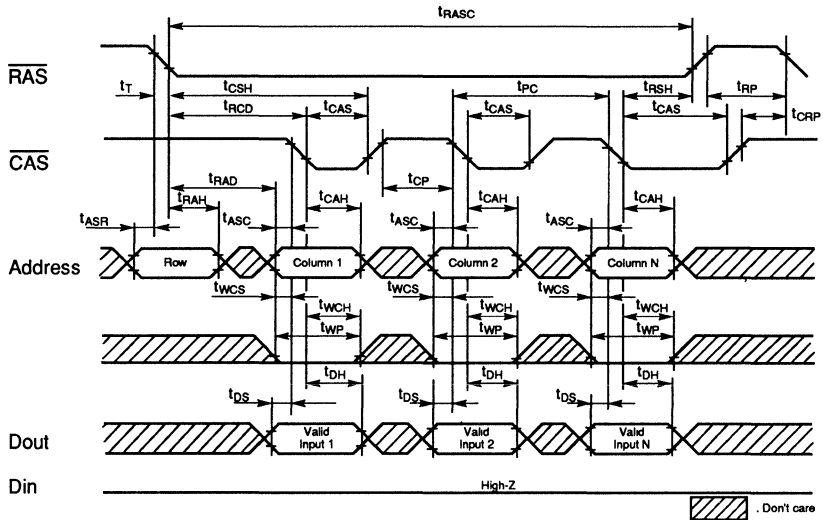 tRASC
RAS
tT
tCSH
tPC
tRSH
tRP
tRCD
tCAS
tCAS
tCAS
tCRP
CAS
tRAD
tCP
tRAH
tCAH
tCAH
tCAH
tASR
tASC
tASC
tASC
Address
Row
Column 1
Column 2
Column N
tWCS
tWCS
tWCS
tWCH
tWCH
tWCH
tWP
tWP
tWP
tDH
tDH
tDH
tDS
tDS
tDS
Dout
Valid
Input 1
Valid
Input 2
Valid
Input N
Din
High-Z
. Don't care